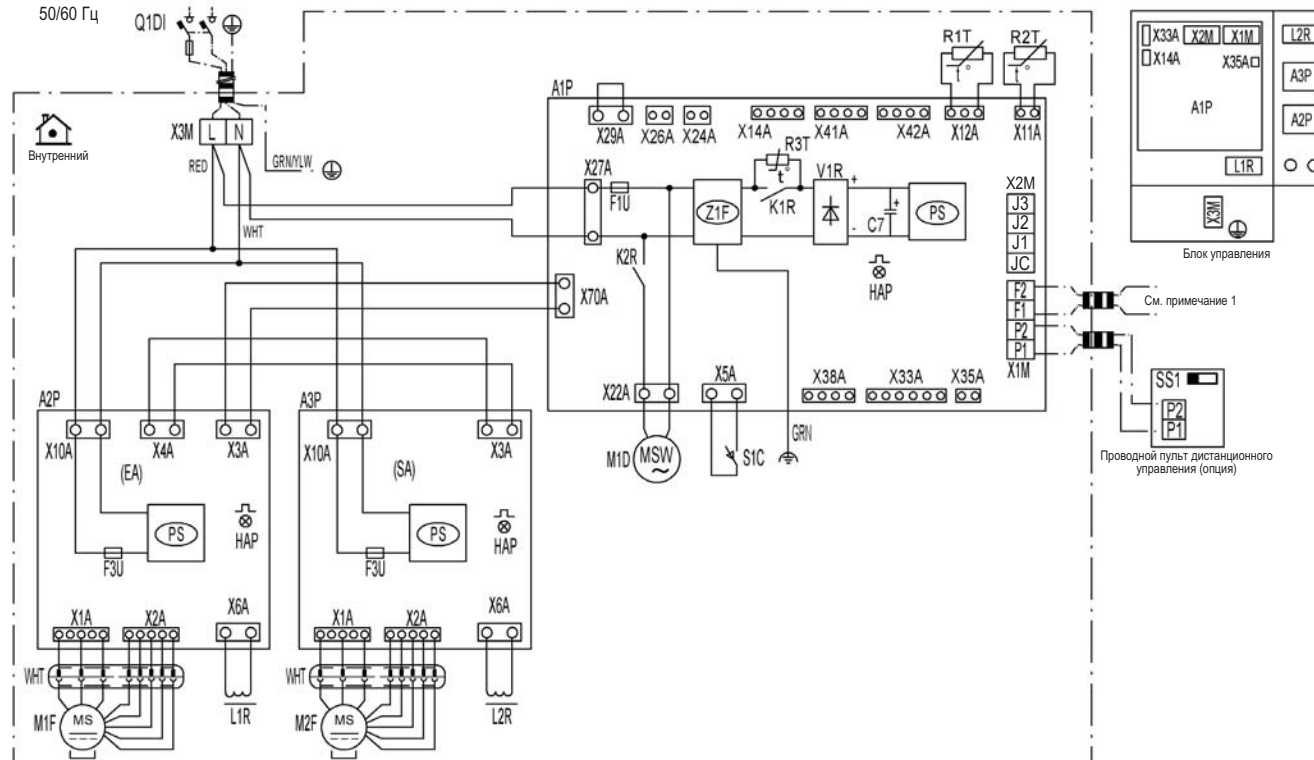 50/60 Гц
Q1DI
Внутренний
X3M
L
N
RED
GRN/YLW
WHT
A1P
X29A
X26A
X24A
X14A
X41A
X42A
R1T
t°
X12A
R2T
t°
X11A
X27A
F1U
Z1F
R3T
t°
K1R
V1R
+
-
C7
+
PS
HAP
K2R
X70A
X22A
X5A
X38A
X33A
X35A
M1D
MSW
~
S1C
GRN
X2M
J3
J2
J1
JC
F2
F1
P2
P1
X1M
См. примечание 1
SS1
P2
P1
Проводной пульт дистанционного
управления (опция)
X33A
X2M
X1M
X14A
X35A
A1P
L1R
X3M
L2R
A3P
A2P
Блок управления
A2P
X10A
X4A
X3A
(EA)
PS
F3U
HAP
X1A
X2A
X6A
WHT
M1F
MS
L1R
A3P
X10A
X3A
(SA)
PS
F3U
HAP
X1A
X2A
X6A
WHT
M2F
MS
L2R